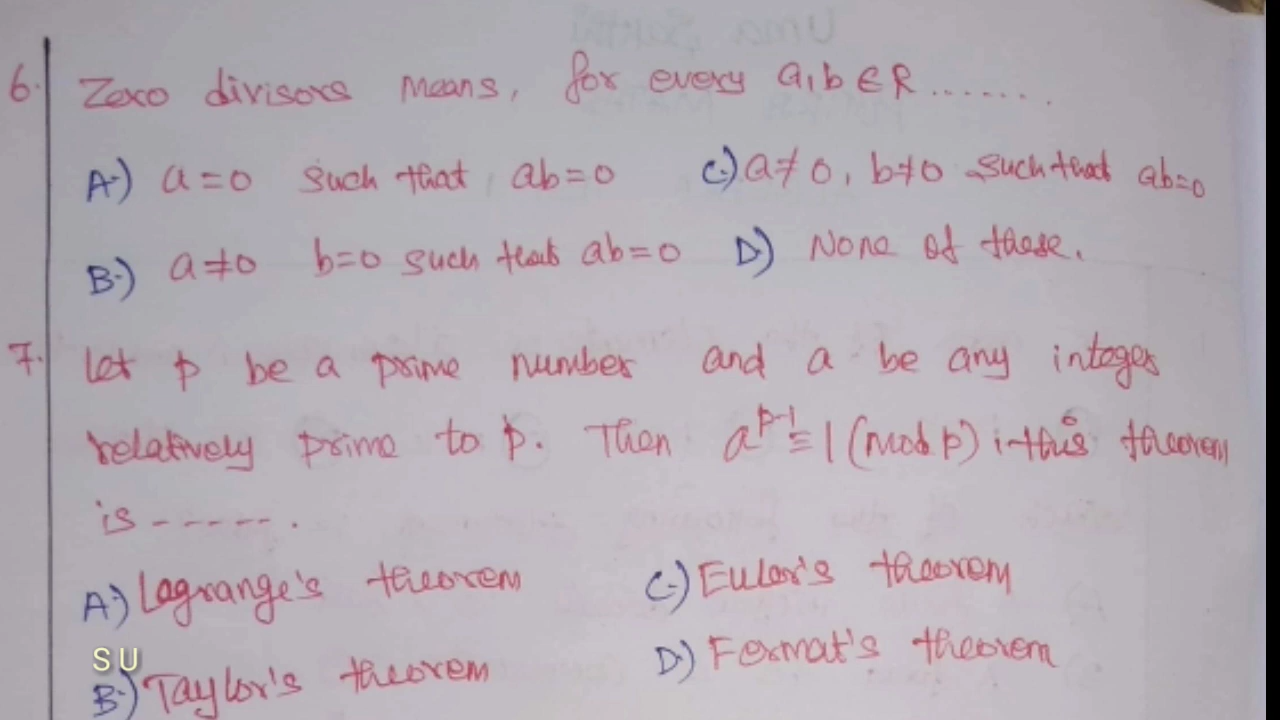 6. Zero divisors means, for every a,b ∈ R.......
A.) a=0 such that, ab=0 C.) a≠0, b≠0 such that ab=0
B.) a≠0 b=0 such that ab=0 D.) None of these.
7. Let p be a prime number and a be any integer
relatively prime to p. Then a^p-1 ≡ 1 (mod p) this theorem
is ------.
A.) Lagrange's theorem C.) Euler's theorem
SU
B.) Taylor's theorem D.) Fermat's theorem